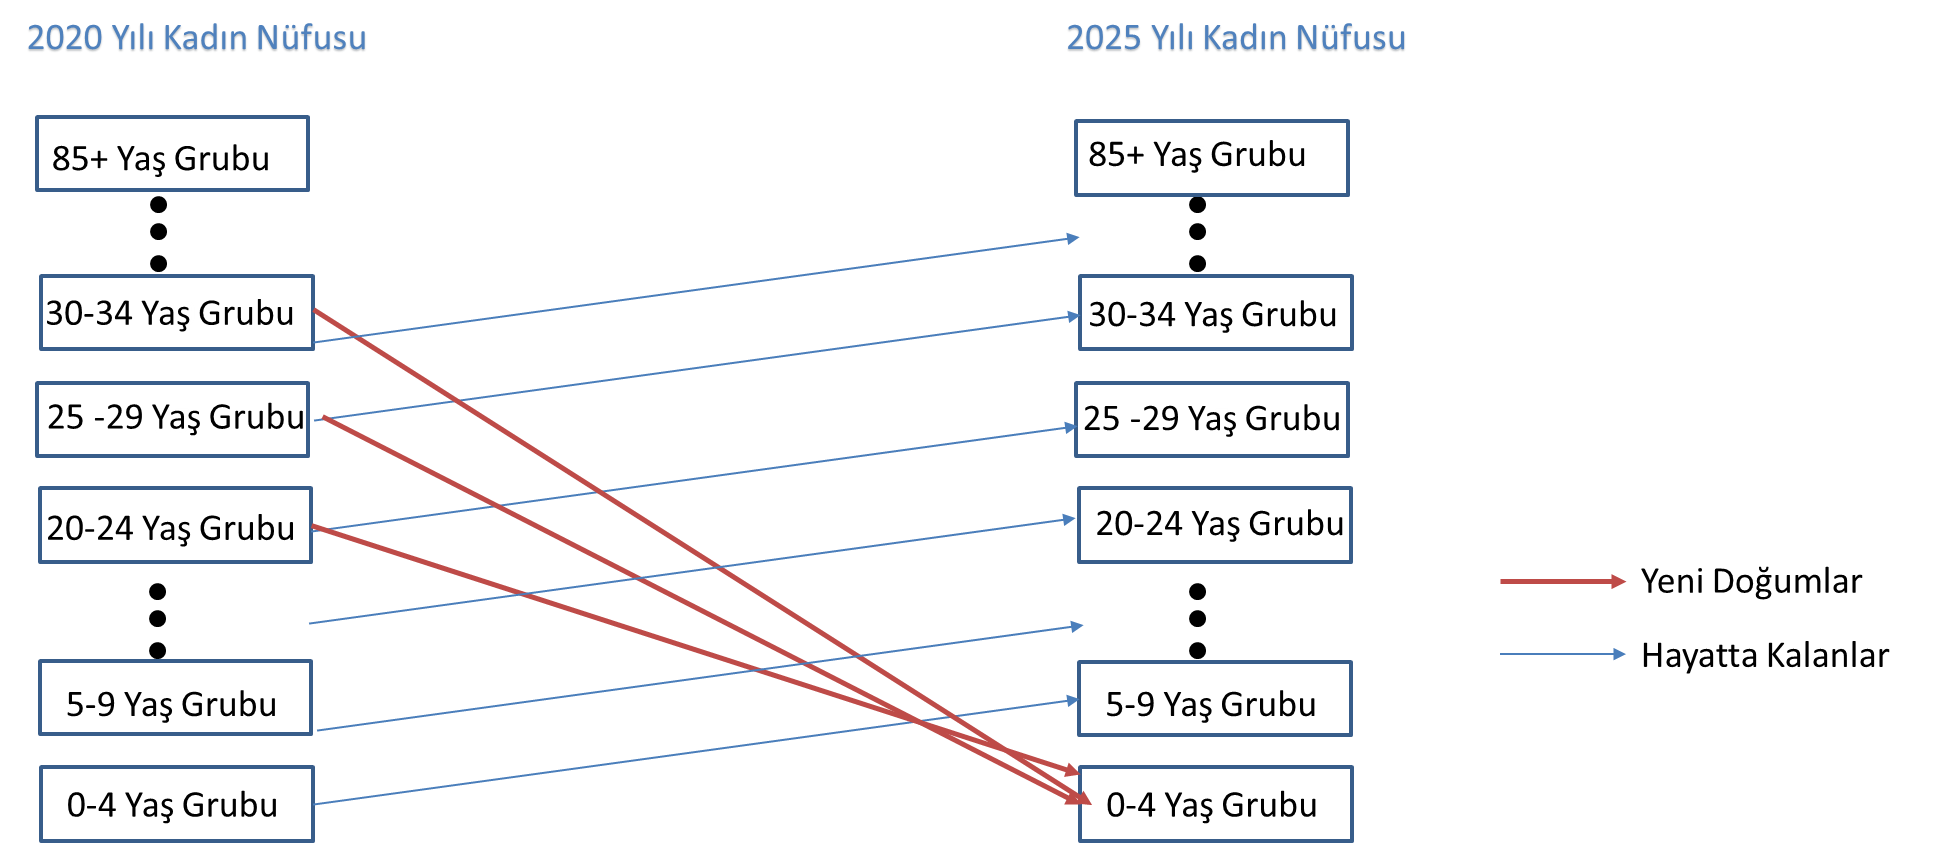 2020 Yılı Kadın Nüfusu
85+ Yaş Grubu
30-34 Yaş Grubu
25 -29 Yaş Grubu
20-24 Yaş Grubu
5-9 Yaş Grubu
0-4 Yaş Grubu
2025 Yılı Kadın Nüfusu
85+ Yaş Grubu
30-34 Yaş Grubu
25 -29 Yaş Grubu
20-24 Yaş Grubu
5-9 Yaş Grubu
0-4 Yaş Grubu
Yeni Doğumlar
Hayatta Kalanlar